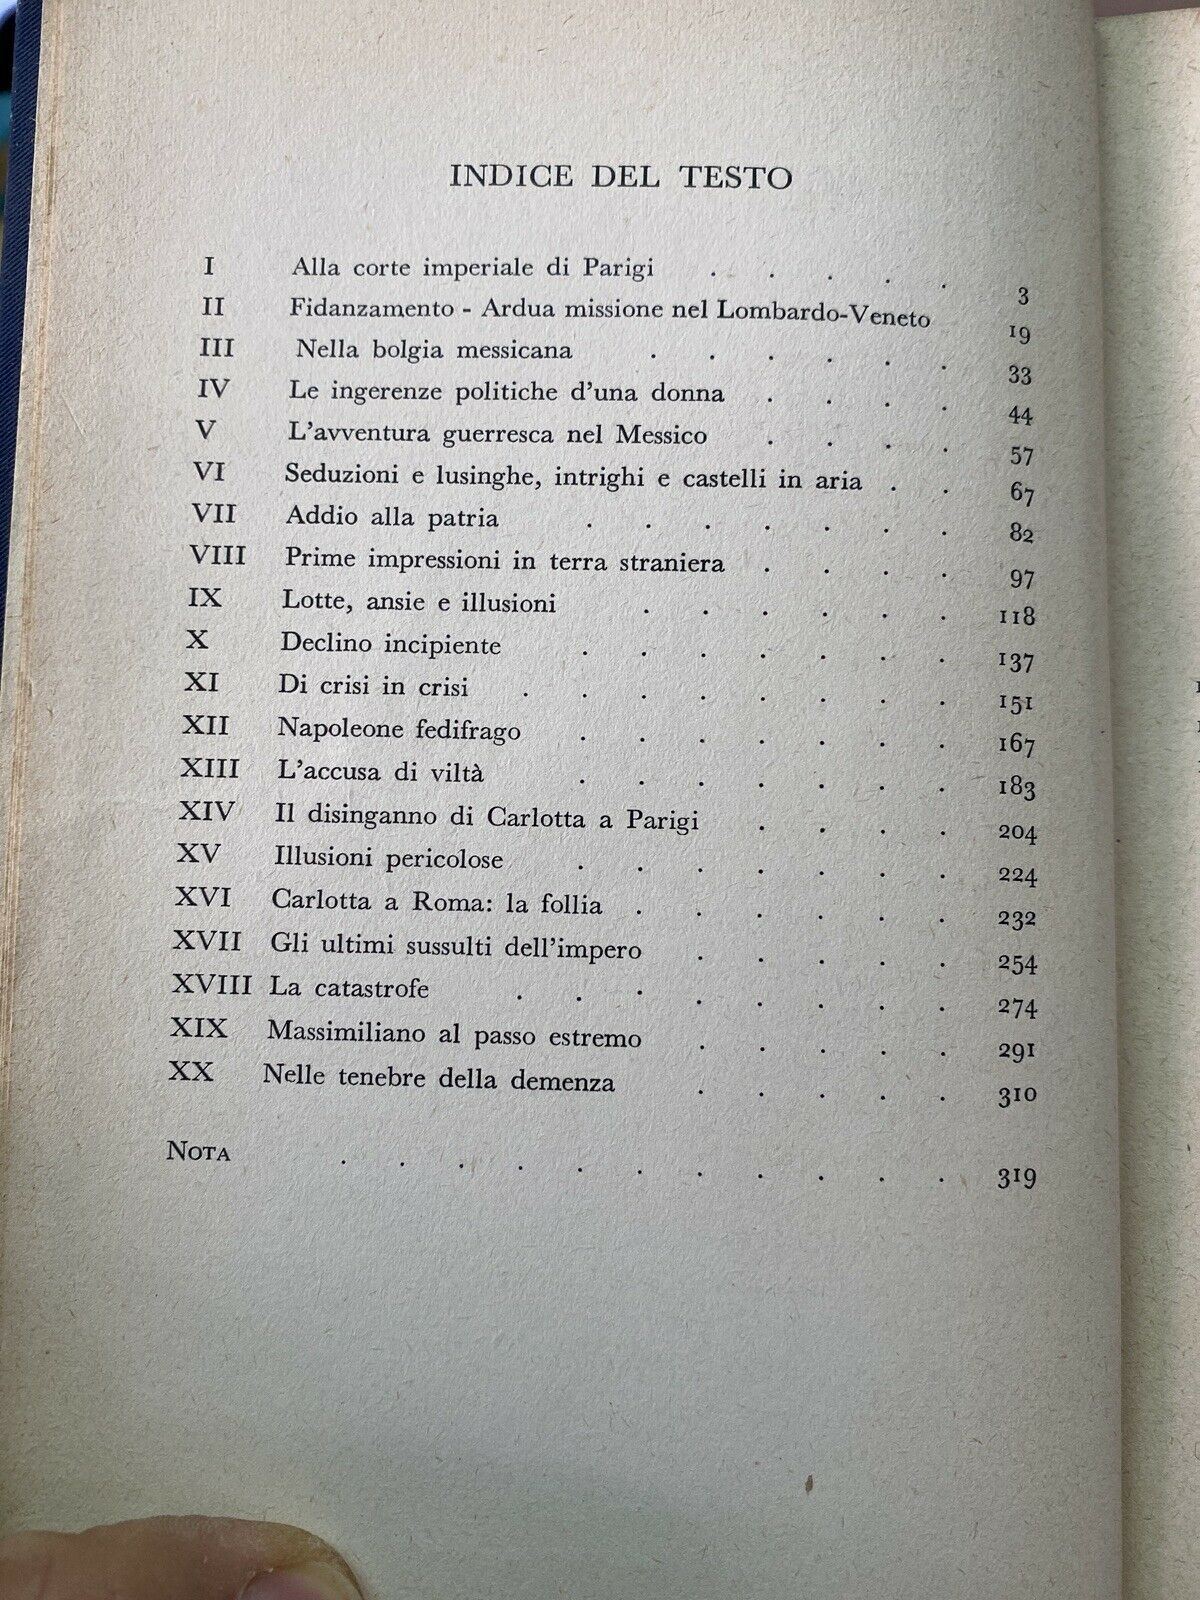 INDICE DEL TESTO
I Alla corte imperiale di Parigi . . . . . 3
II Fidanzamento - Ardua missione nel Lombardo-Veneto 19
III Nella bolgia messicana . . . . . . 33
IV Le ingerenze politiche d'una donna . . . . 44
V L'avventura guerresca nel Messico . . . . 57
VI Seduzioni e lusinghe, intrighi e castelli in aria . . 67
VII Addio alla patria . . . . . . . 82
VIII Prime impressioni in terra straniera . . . . 97
IX Lotte, ansie e illusioni . . . . . . 118
X Declino incipiente . . . . . . . 137
XI Di crisi in crisi . . . . . . . . 151
XII Napoleone fedifrago . . . . . . . 167
XIII L'accusa di viltà . . . . . . . 183
XIV Il disinganno di Carlotta a Parigi . . . . 204
XV Illusioni pericolose . . . . . . . 224
XVI Carlotta a Roma: la follia . . . . . . 232
XVII Gli ultimi sussulti dell'impero . . . . . 254
XVIII La catastrofe . . . . . . . . 274
XIX Massimiliano al passo estremo . . . . . 291
XX Nelle tenebre della demenza . . . . . 310
NOTA . . . . . . . . . . . 319